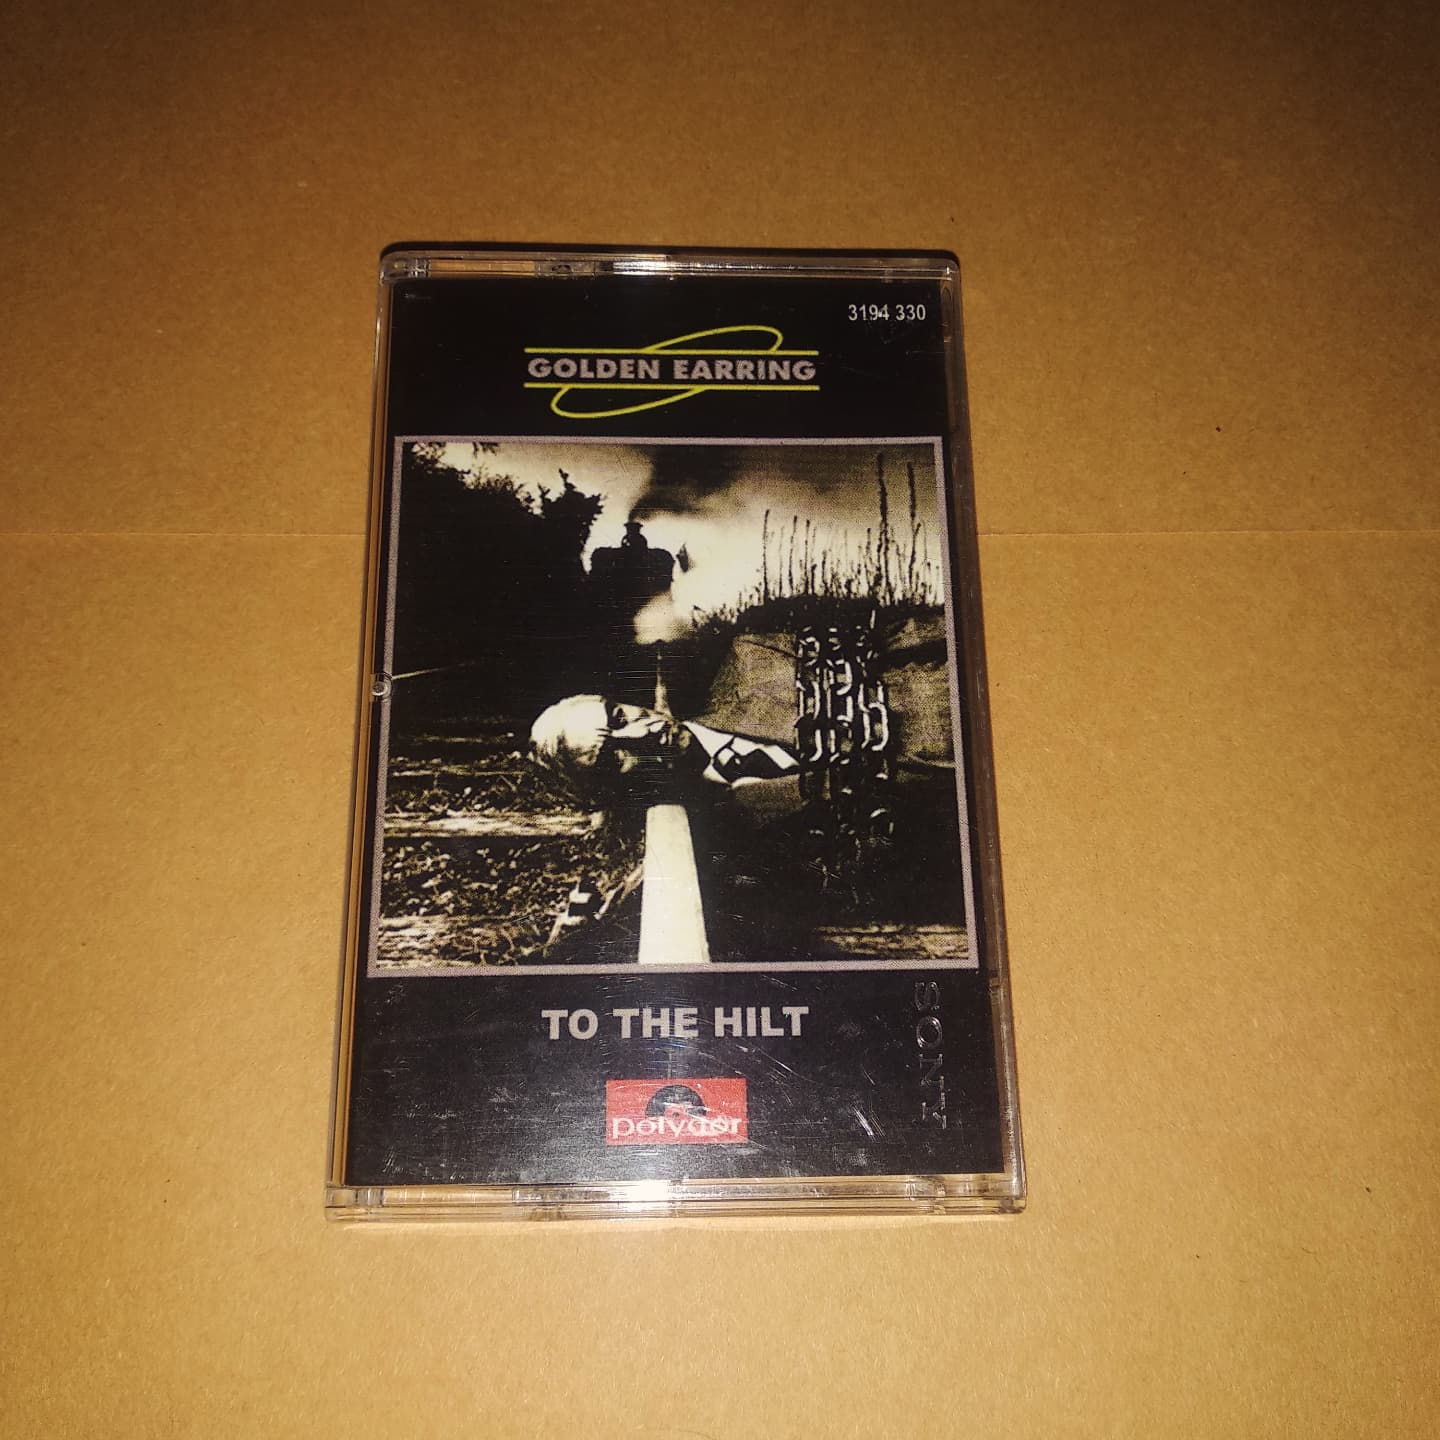 3194 330
GOLDEN EARRING
TO THE HILT
SONY
polydor